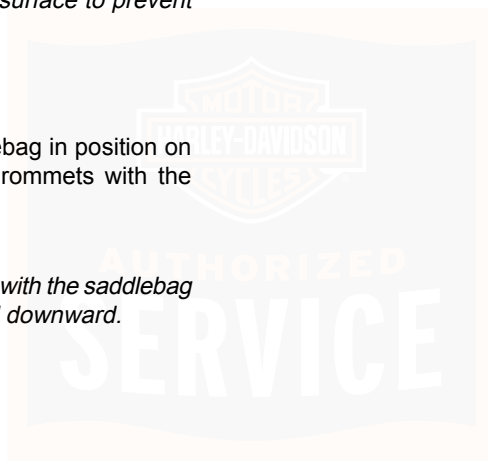 surface to prevent
ebag in position on
rommets with the
with the saddlebag
downward.
MOTOR
HARLEY-DAVIDSON
CYCLES
AUTHORIZED
SERVICE